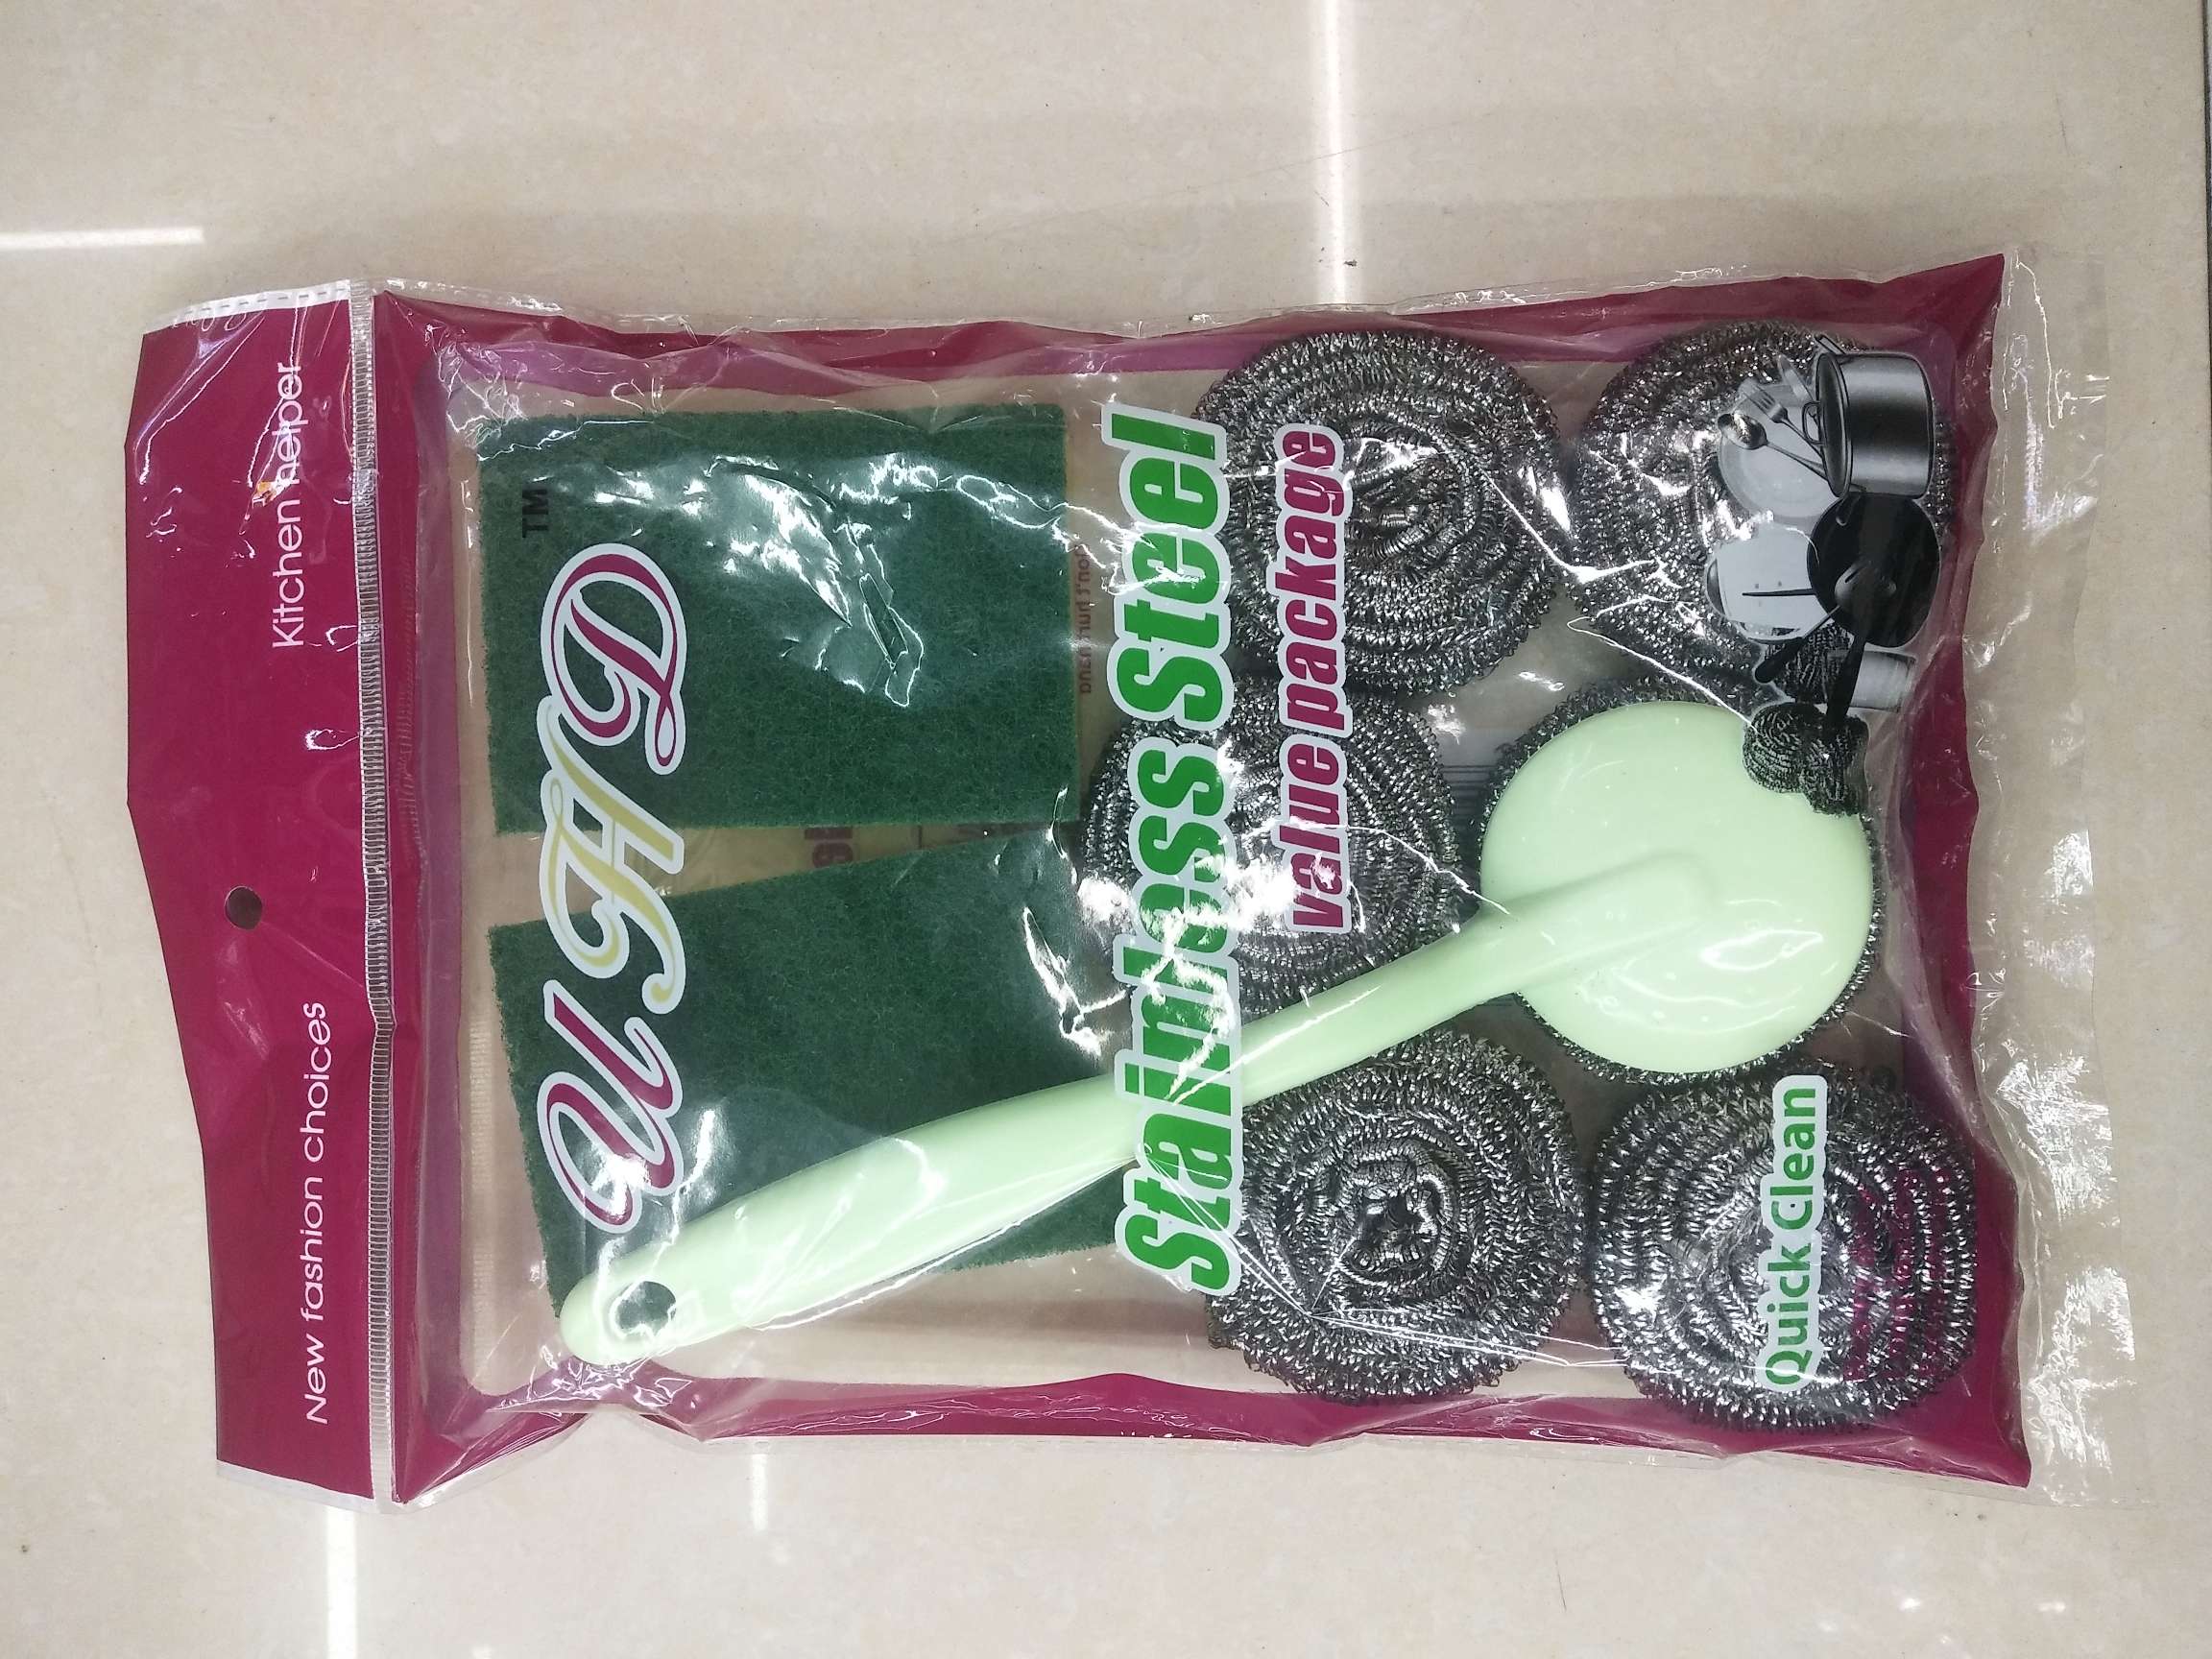 New fashion choices Kitchen helper
UHD TM
Stainless Steel
value package
Quick Clean